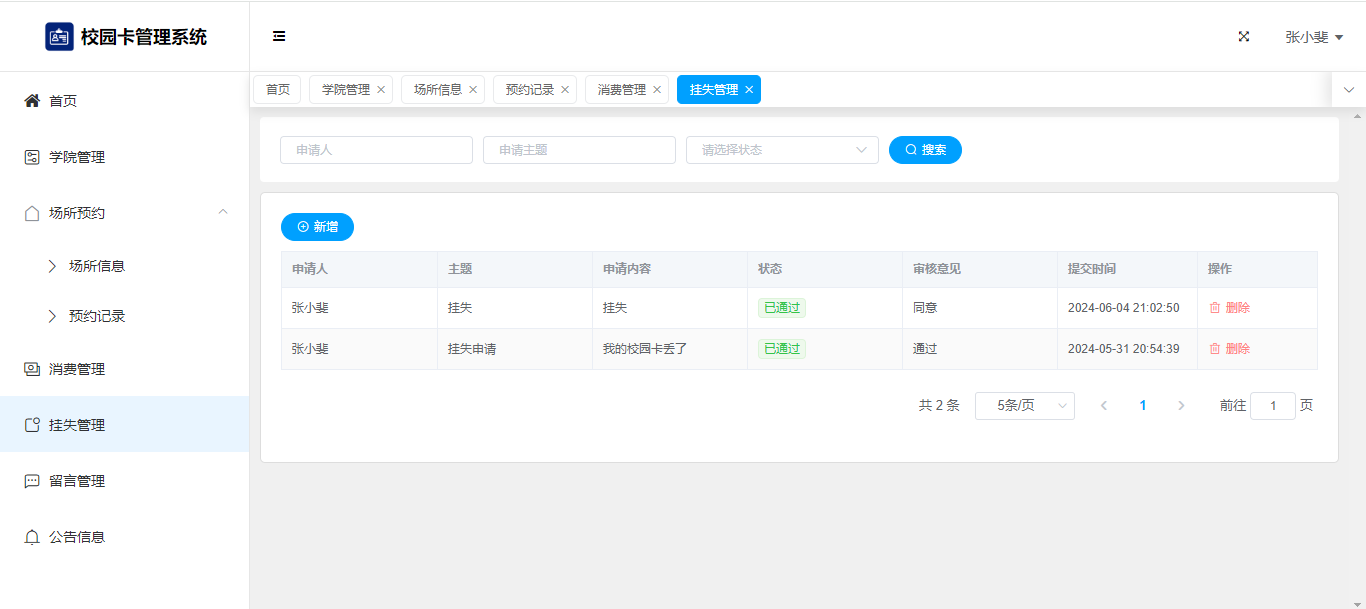 校园卡管理系统
张小斐
首页
学院管理
场所预约
场所信息
预约记录
消费管理
挂失管理
留言管理
公告信息
首页 学院管理 场所信息 预约记录 消费管理 挂失管理
申请人 申请主题 请选择状态 搜索
新增
申请人 主题 申请内容 状态 审核意见 提交时间 操作
张小斐 挂失 挂失 已通过 同意 2024-06-04 21:02:50 删除
张小斐 挂失申请 我的校园卡丢了 已通过 通过 2024-05-31 20:54:39 删除
共 2 条 5条/页 1 前往 1 页